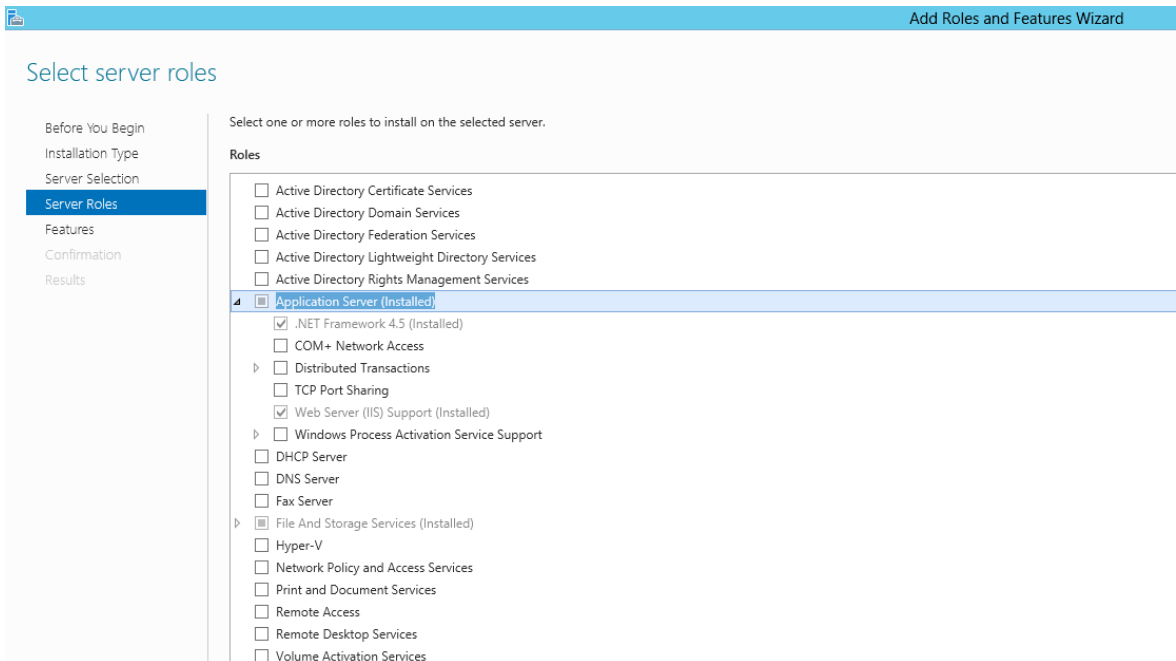 Add Roles and Features Wizard
Select server roles
Before You Begin
Installation Type
Server Selection
Server Roles
Features
Confirmation
Results
Select one or more roles to install on the selected server.
Roles
Active Directory Certificate Services
Active Directory Domain Services
Active Directory Federation Services
Active Directory Lightweight Directory Services
Active Directory Rights Management Services
Application Server (Installed)
.NET Framework 4.5 (Installed)
COM+ Network Access
Distributed Transactions
TCP Port Sharing
Web Server (IIS) Support (Installed)
Windows Process Activation Service Support
DHCP Server
DNS Server
Fax Server
File And Storage Services (Installed)
Hyper-V
Network Policy and Access Services
Print and Document Services
Remote Access
Remote Desktop Services
Volume Activation Services